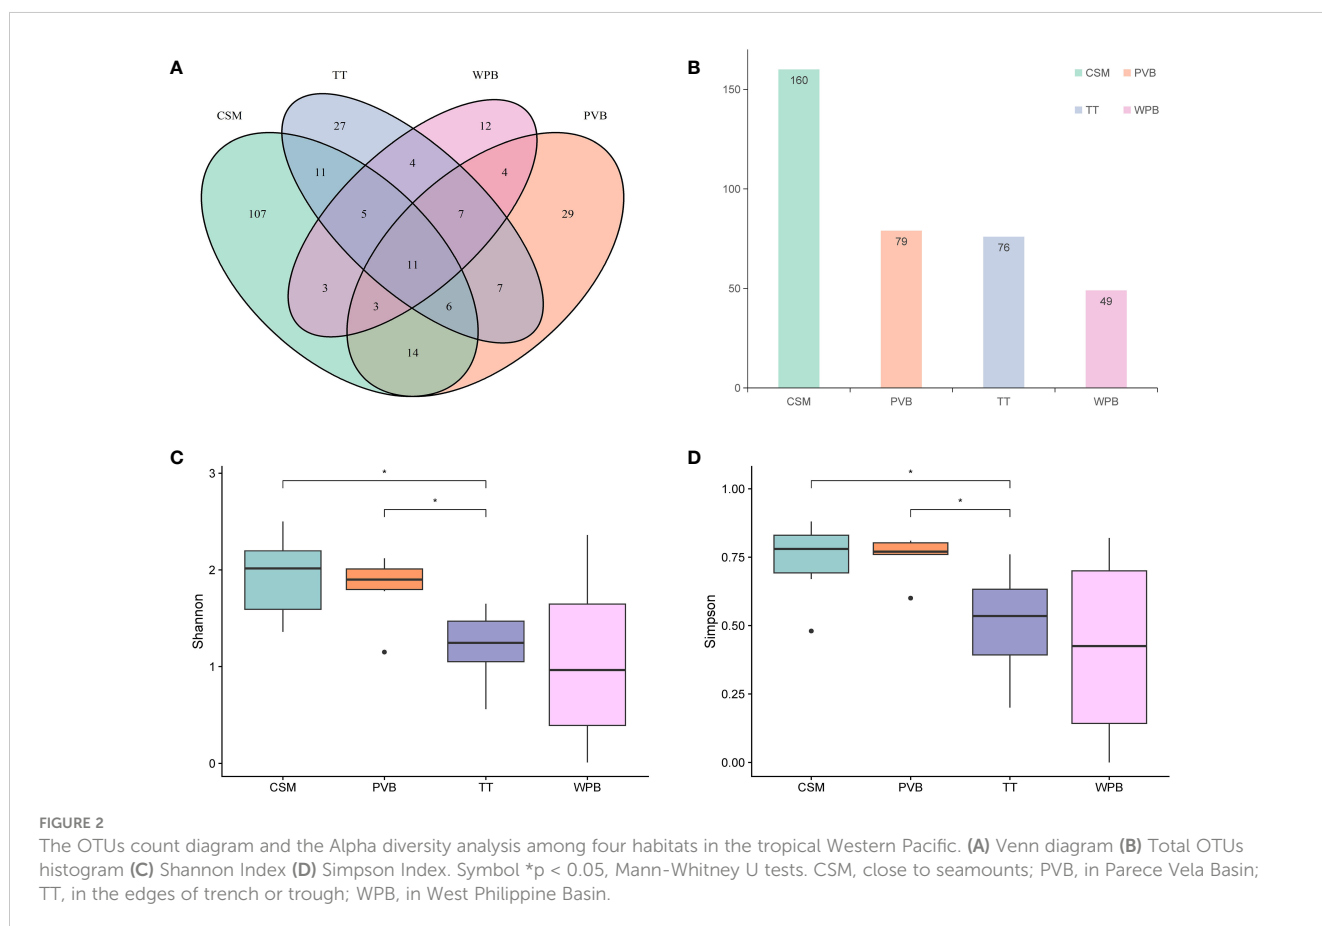 A
TT
WPB
CSM
PVB
27
12
4
11
4
107
5
7
29
11
3
7
3
6
14
B
CSM
PVB
TT
WPB
150
100
50
0
160
79
76
49
CSM
PVB
TT
WPB
C
Shannon
3
2
1
0
*
*
CSM
PVB
TT
WPB
D
Simpson
1.00
0.75
0.50
0.25
0.00
*
*
CSM
PVB
TT
WPB
FIGURE 2
The OTUs count diagram and the Alpha diversity analysis among four habitats in the tropical Western Pacific. (A) Venn diagram (B) Total OTUs
histogram (C) Shannon Index (D) Simpson Index. Symbol *p < 0.05, Mann-Whitney U tests. CSM, close to seamounts; PVB, in Parece Vela Basin;
TT, in the edges of trench or trough; WPB, in West Philippine Basin.